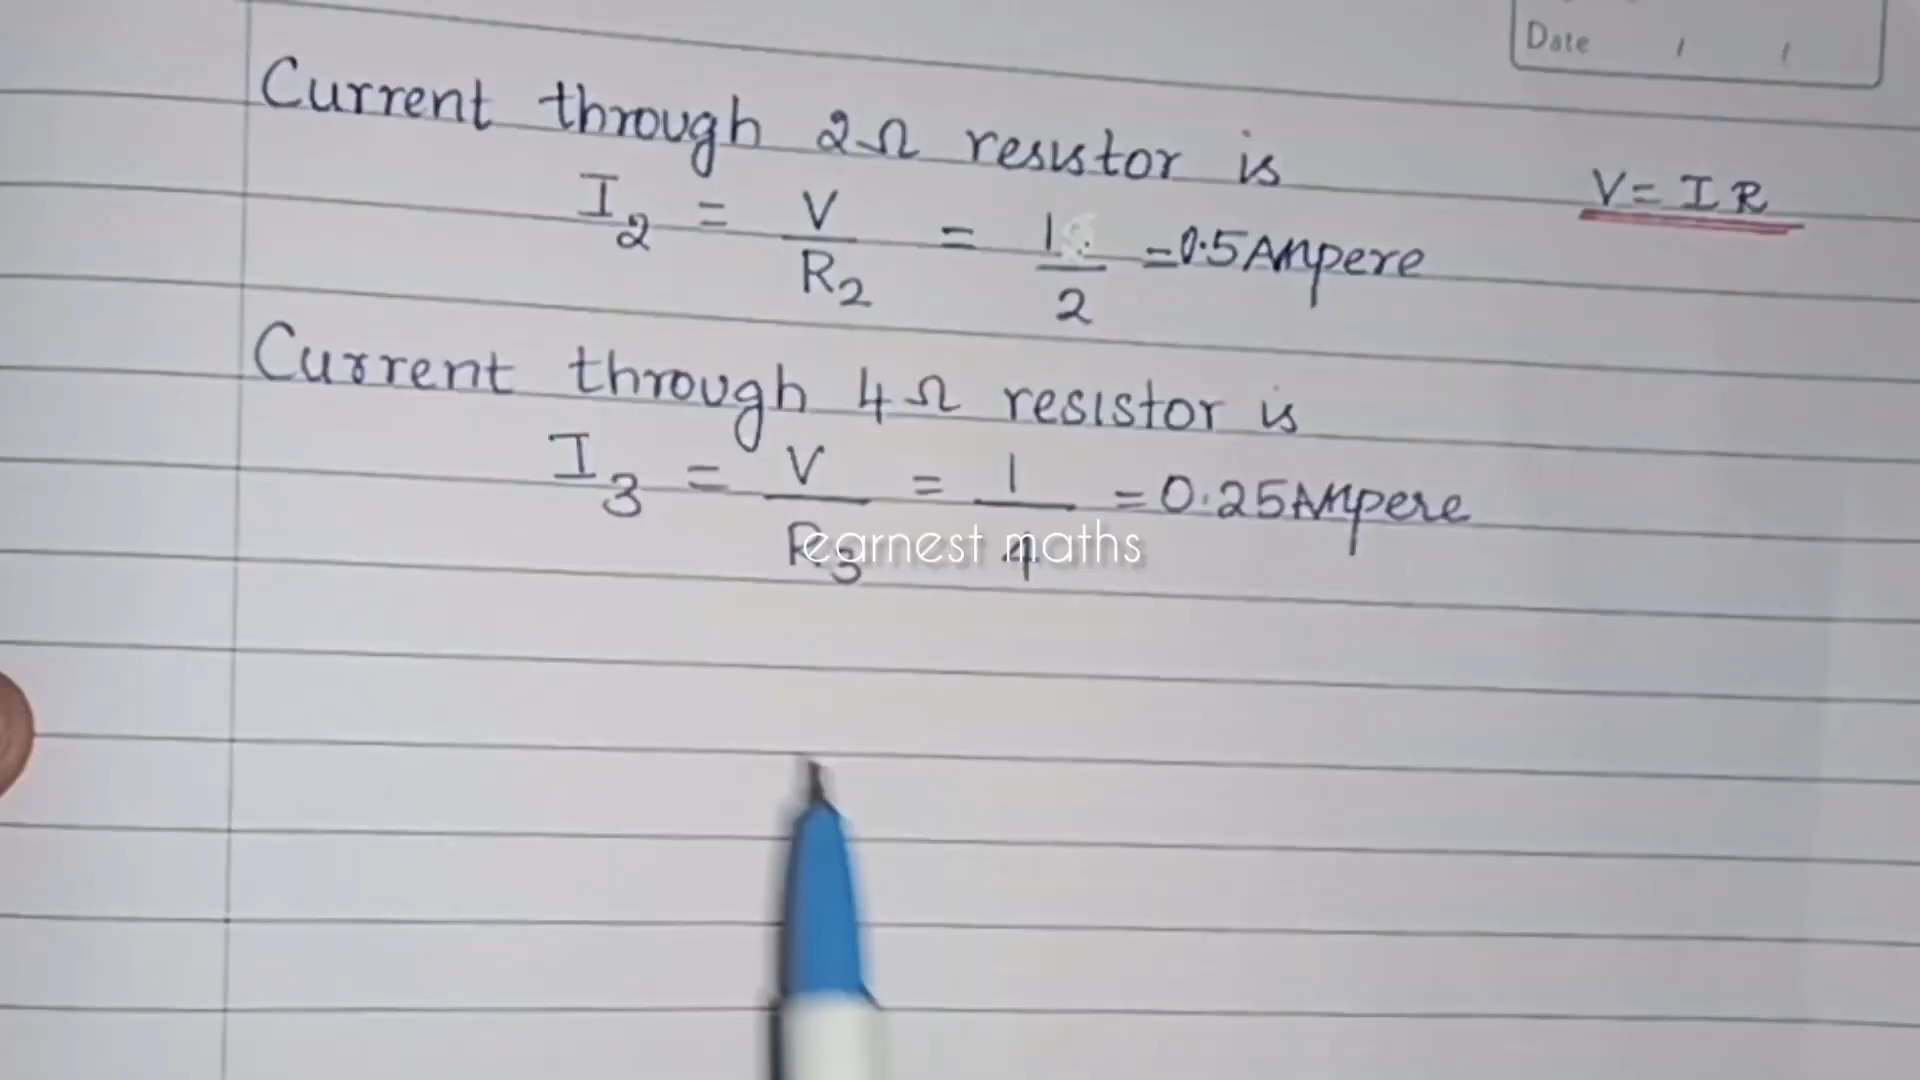 Date / /
Current through 2Ω resistor is
V = IR
I₂ = V/R₂ = 1/2 = 0.5 Ampere
Current through 4Ω resistor is
I₃ = V/R₃ = 1/4 = 0.25 Ampere
earnest maths